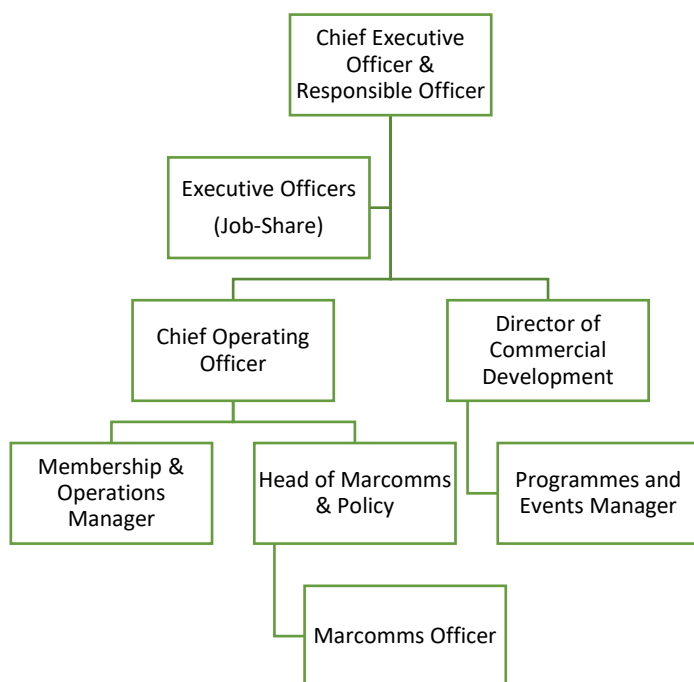 Chief Executive
Officer &
Responsible Officer
Executive Officers
(Job-Share)
Chief Operating
Officer
Director of
Commercial
Development
Membership &
Operations
Manager
Head of Marcomms
& Policy
Programmes and
Events Manager
Marcomms Officer